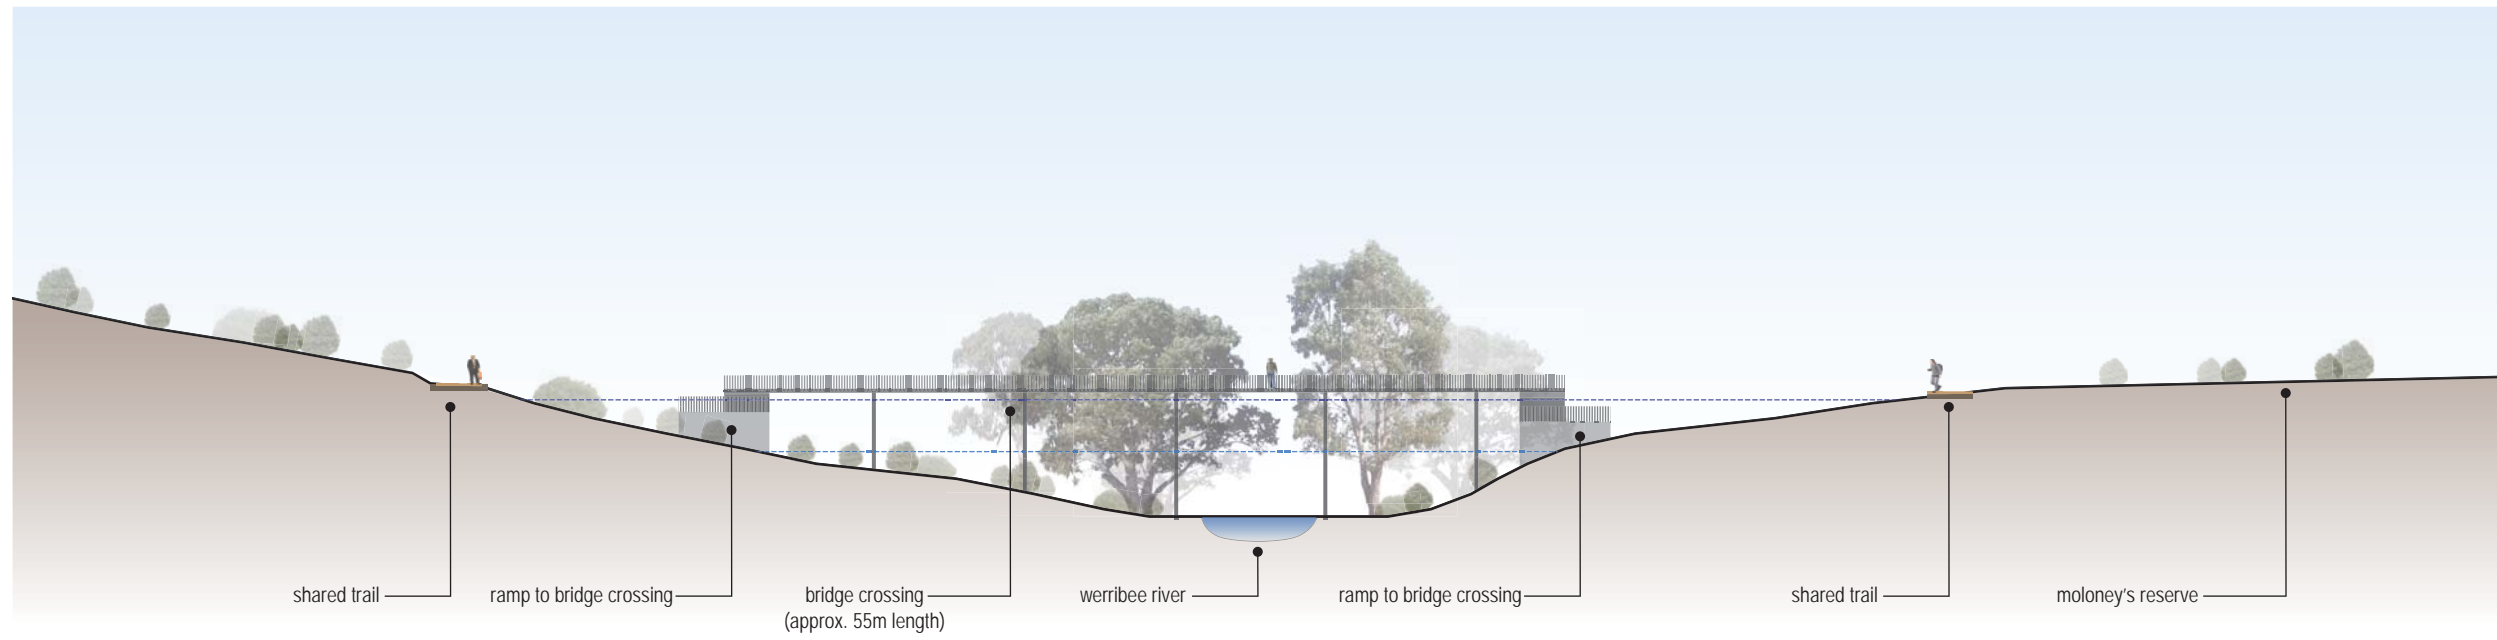 shared trail
ramp to bridge crossing
bridge crossing
(approx. 55m length)
werribee river
ramp to bridge crossing
shared trail
moloney's reserve